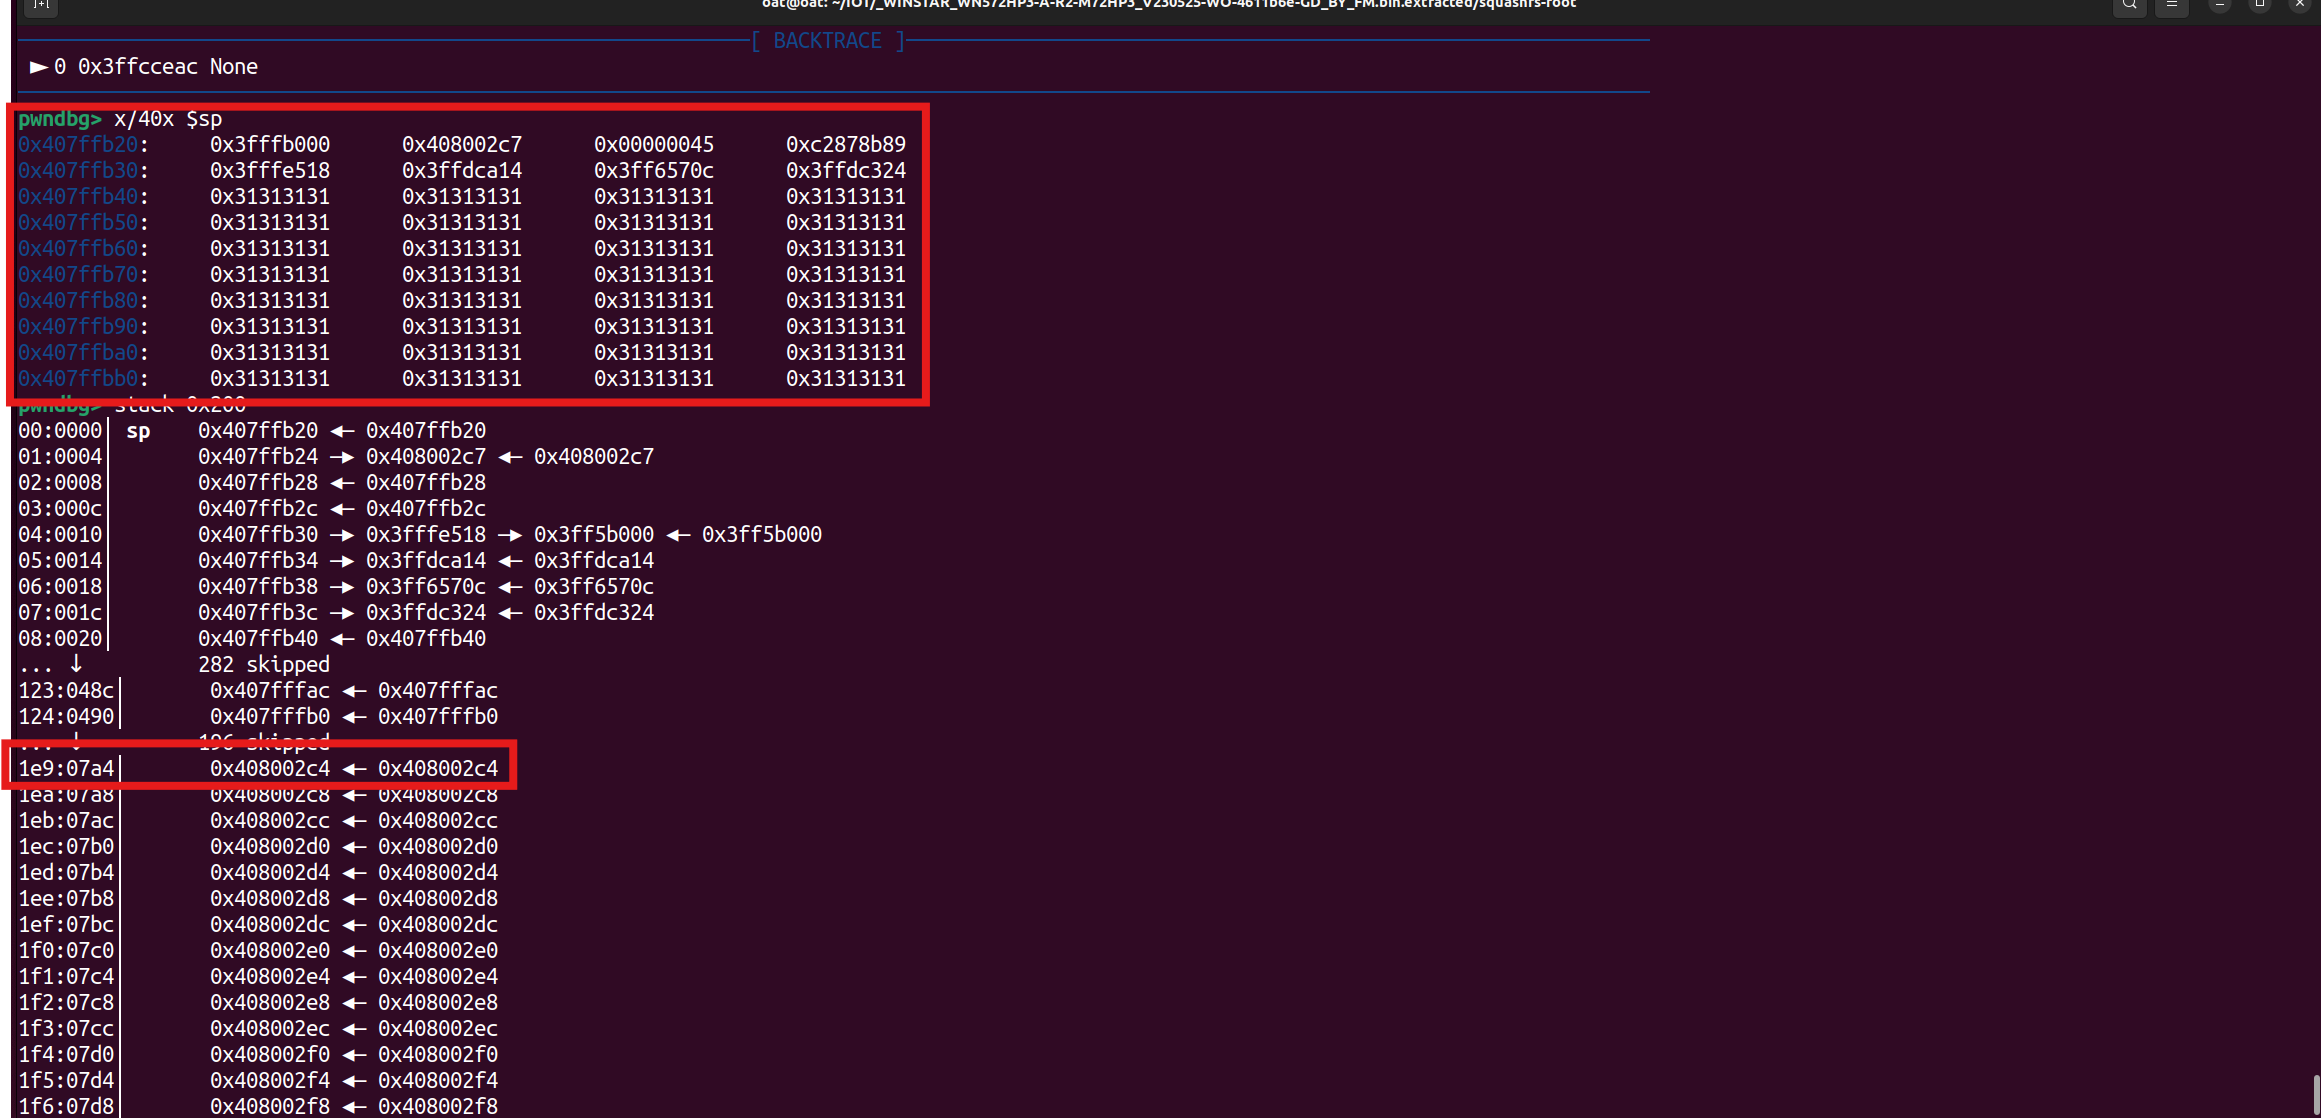 oat@oat: ~/IOT/_WINSTAR_WN572HP3-A-R2-M72HP3_V230525-WO-4611b6e-GD_BY_FM.bin.extracted/squashfs-root
[ BACKTRACE ]
► 0 0x3ffcceac None
pwndbg> x/40x $sp
0x407ffb20: 0x3fffb000 0x408002c7 0x00000045 0xc2878b89
0x407ffb30: 0x3fffe518 0x3ffdca14 0x3ff6570c 0x3ffdc324
0x407ffb40: 0x31313131 0x31313131 0x31313131 0x31313131
0x407ffb50: 0x31313131 0x31313131 0x31313131 0x31313131
0x407ffb60: 0x31313131 0x31313131 0x31313131 0x31313131
0x407ffb70: 0x31313131 0x31313131 0x31313131 0x31313131
0x407ffb80: 0x31313131 0x31313131 0x31313131 0x31313131
0x407ffb90: 0x31313131 0x31313131 0x31313131 0x31313131
0x407ffba0: 0x31313131 0x31313131 0x31313131 0x31313131
0x407ffbb0: 0x31313131 0x31313131 0x31313131 0x31313131
pwndbg> stack 0x200
00:0000│ sp 0x407ffb20 ◂— 0x407ffb20
01:0004│ 0x407ffb24 —▸ 0x408002c7 ◂— 0x408002c7
02:0008│ 0x407ffb28 ◂— 0x407ffb28
03:000c│ 0x407ffb2c ◂— 0x407ffb2c
04:0010│ 0x407ffb30 —▸ 0x3fffe518 —▸ 0x3ff5b000 ◂— 0x3ff5b000
05:0014│ 0x407ffb34 —▸ 0x3ffdca14 ◂— 0x3ffdca14
06:0018│ 0x407ffb38 —▸ 0x3ff6570c ◂— 0x3ff6570c
07:001c│ 0x407ffb3c —▸ 0x3ffdc324 ◂— 0x3ffdc324
08:0020│ 0x407ffb40 ◂— 0x407ffb40
... ↓ 282 skipped
123:048c│ 0x407fffac ◂— 0x407fffac
124:0490│ 0x407fffb0 ◂— 0x407fffb0
... ↓ 196 skipped
1e9:07a4│ 0x408002c4 ◂— 0x408002c4
1ea:07a8│ 0x408002c8 ◂— 0x408002c8
1eb:07ac│ 0x408002cc ◂— 0x408002cc
1ec:07b0│ 0x408002d0 ◂— 0x408002d0
1ed:07b4│ 0x408002d4 ◂— 0x408002d4
1ee:07b8│ 0x408002d8 ◂— 0x408002d8
1ef:07bc│ 0x408002dc ◂— 0x408002dc
1f0:07c0│ 0x408002e0 ◂— 0x408002e0
1f1:07c4│ 0x408002e4 ◂— 0x408002e4
1f2:07c8│ 0x408002e8 ◂— 0x408002e8
1f3:07cc│ 0x408002ec ◂— 0x408002ec
1f4:07d0│ 0x408002f0 ◂— 0x408002f0
1f5:07d4│ 0x408002f4 ◂— 0x408002f4
1f6:07d8│ 0x408002f8 ◂— 0x408002f8